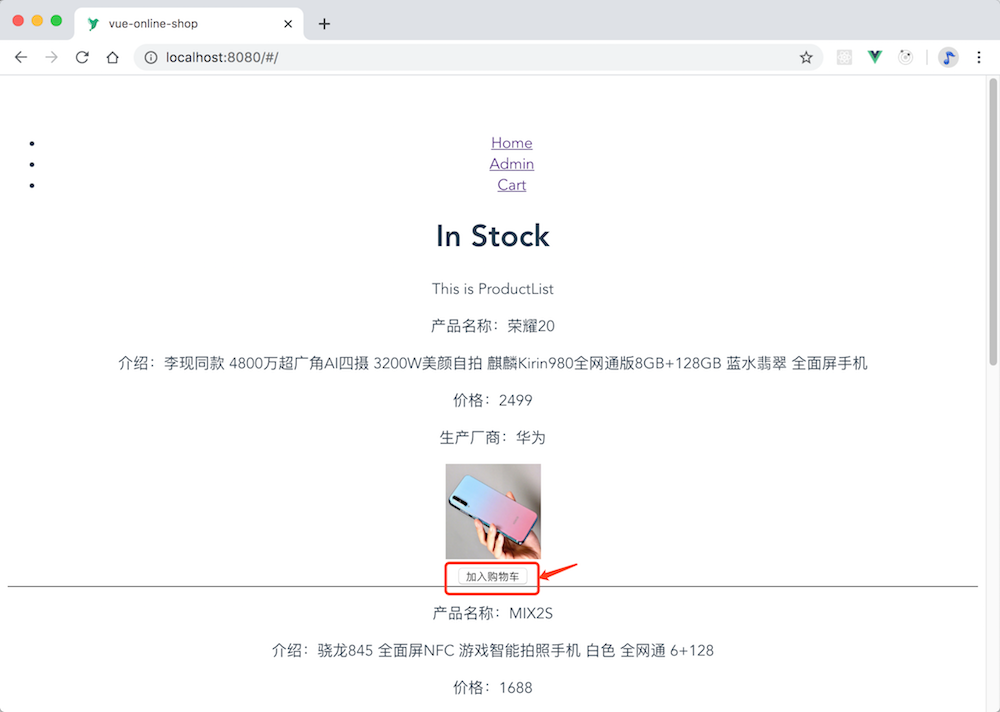 vue-online-shop
localhost:8080/#/
Home
Admin
Cart
In Stock
This is ProductList
产品名称：荣耀20
介绍：李现同款 4800万超广角AI四摄 3200W美颜自拍 麒麟Kirin980全网通版8GB+128GB 蓝水翡翠 全面屏手机
价格：2499
生产厂商：华为
加入购物车
产品名称：MIX2S
介绍：骁龙845 全面屏NFC 游戏智能拍照手机 白色 全网通 6+128
价格：1688